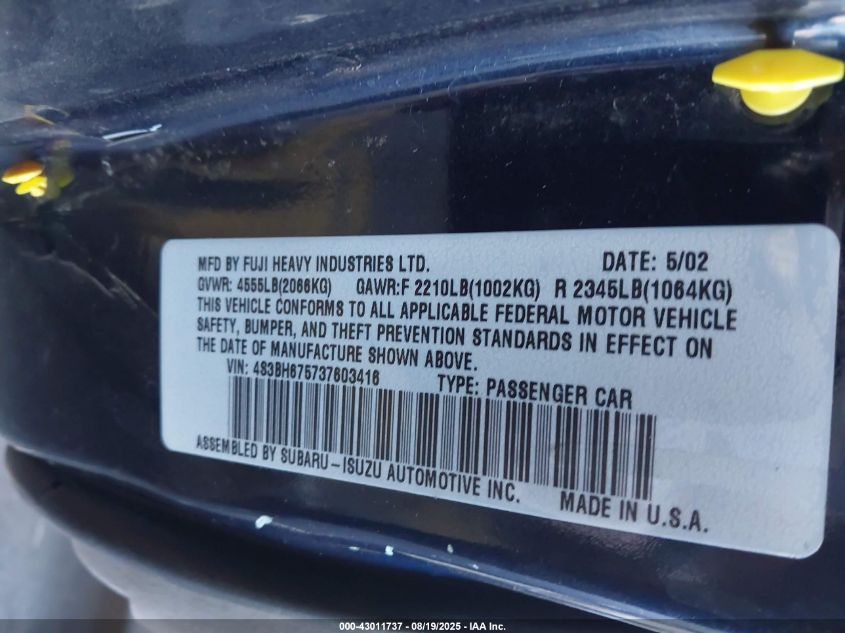 MFD BY FUJI HEAVY INDUSTRIES LTD. DATE: 5/02
GVWR: 4555LB(2066KG) GAWR:F 2210LB(1002KG) R 2345LB(1064KG)
THIS VEHICLE CONFORMS TO ALL APPLICABLE FEDERAL MOTOR VEHICLE
SAFETY, BUMPER, AND THEFT PREVENTION STANDARDS IN EFFECT ON
THE DATE OF MANUFACTURE SHOWN ABOVE.
VIN: 4S3BH675737603416 TYPE: PASSENGER CAR
ASSEMBLED BY SUBARU-ISUZU AUTOMOTIVE INC. MADE IN U.S.A.
000-43011737 - 08/19/2025 - IAA Inc.